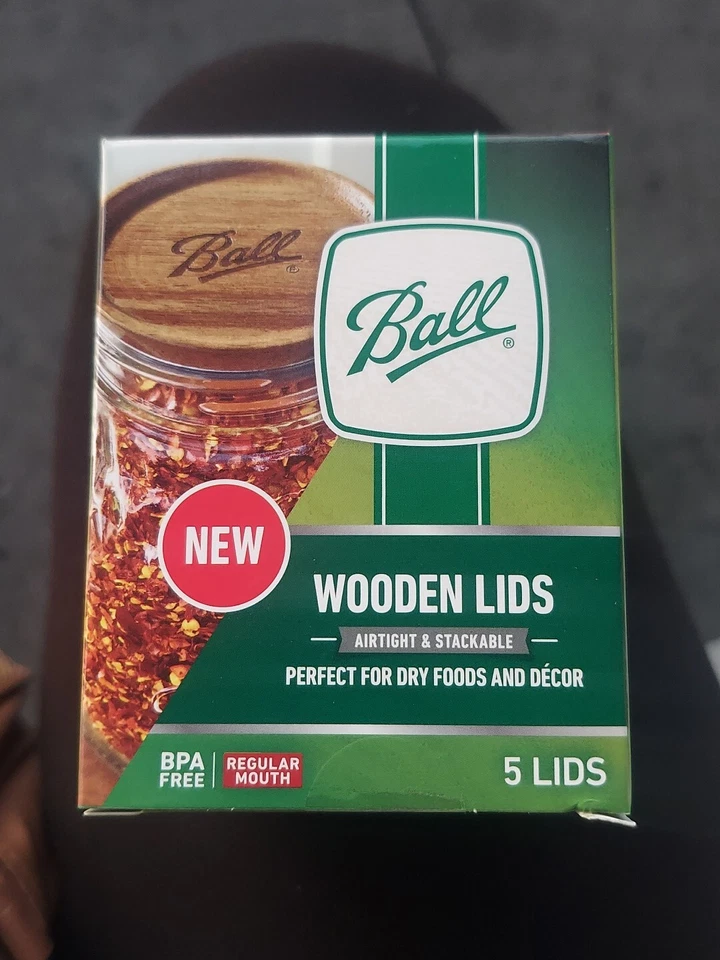 Ball®
Ball®
NEW
WOODEN LIDS
AIRTIGHT & STACKABLE
PERFECT FOR DRY FOODS AND DÉCOR
BPA
FREE
REGULAR
MOUTH
5 LIDS